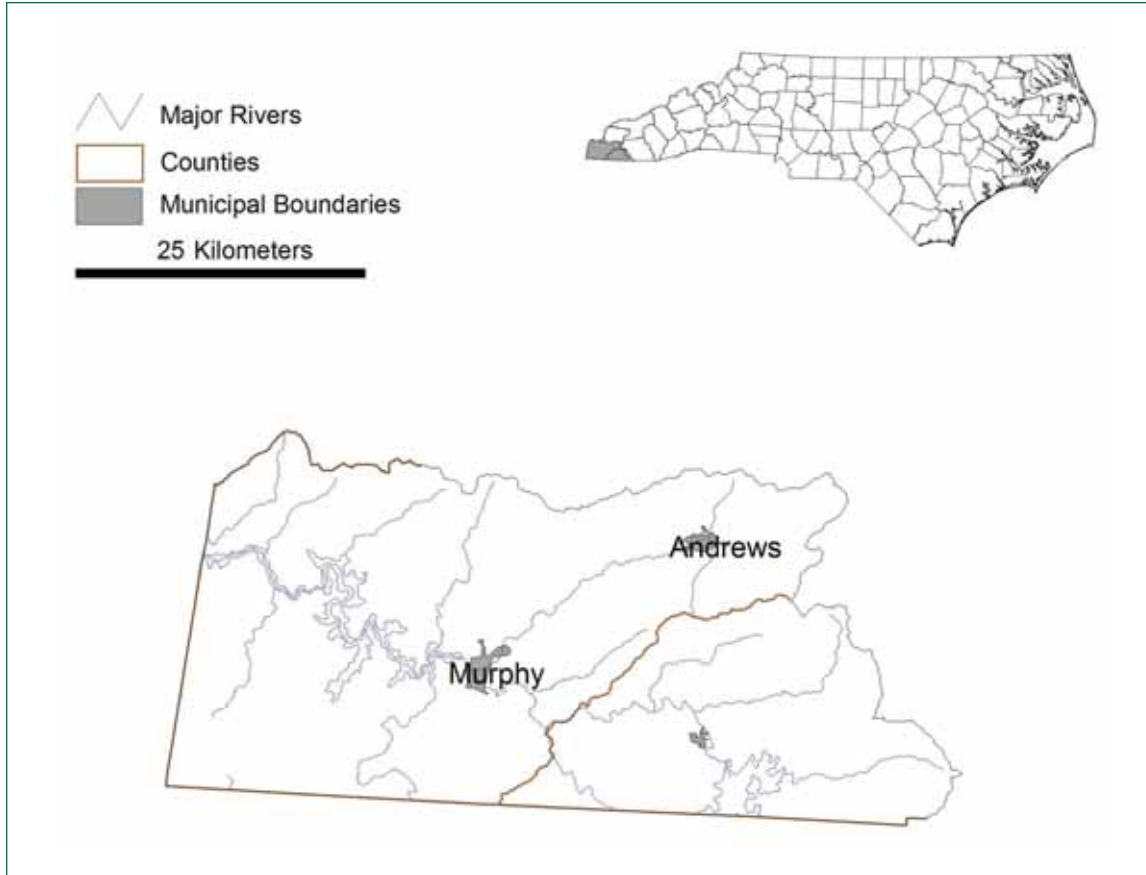 Major Rivers
Counties
Municipal Boundaries
25 Kilometers
Andrews
Murphy